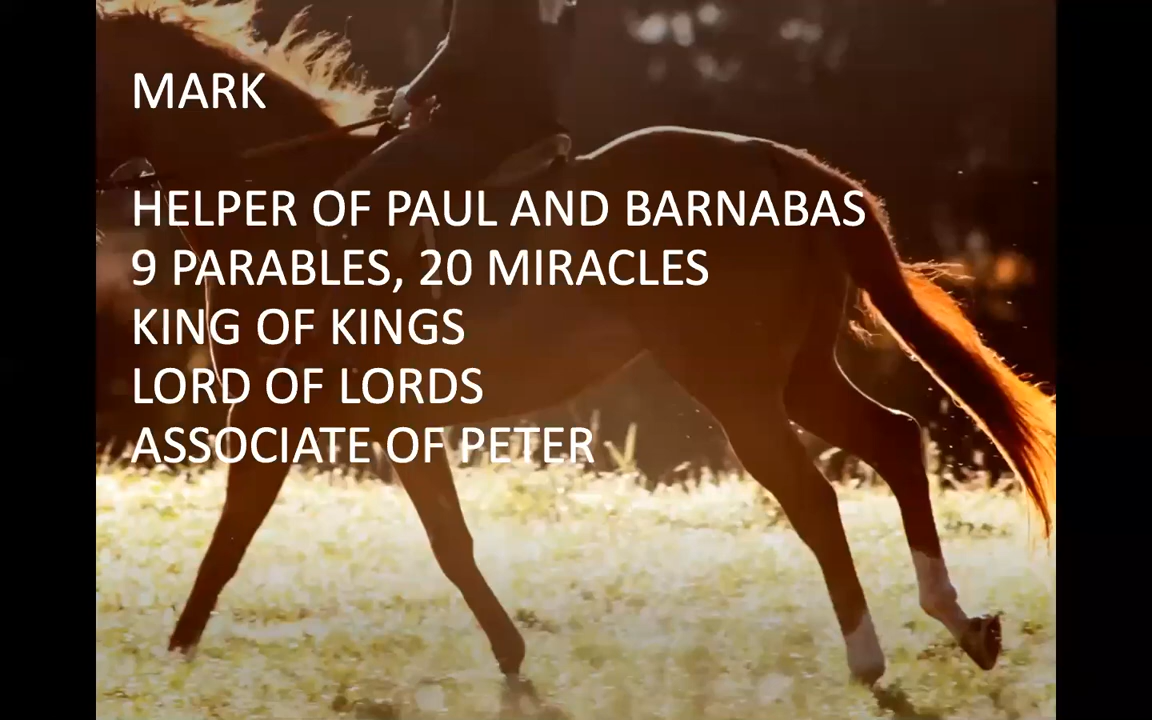 MARK
HELPER OF PAUL AND BARNABAS
9 PARABLES, 20 MIRACLES
KING OF KINGS
LORD OF LORDS
ASSOCIATE OF PETER